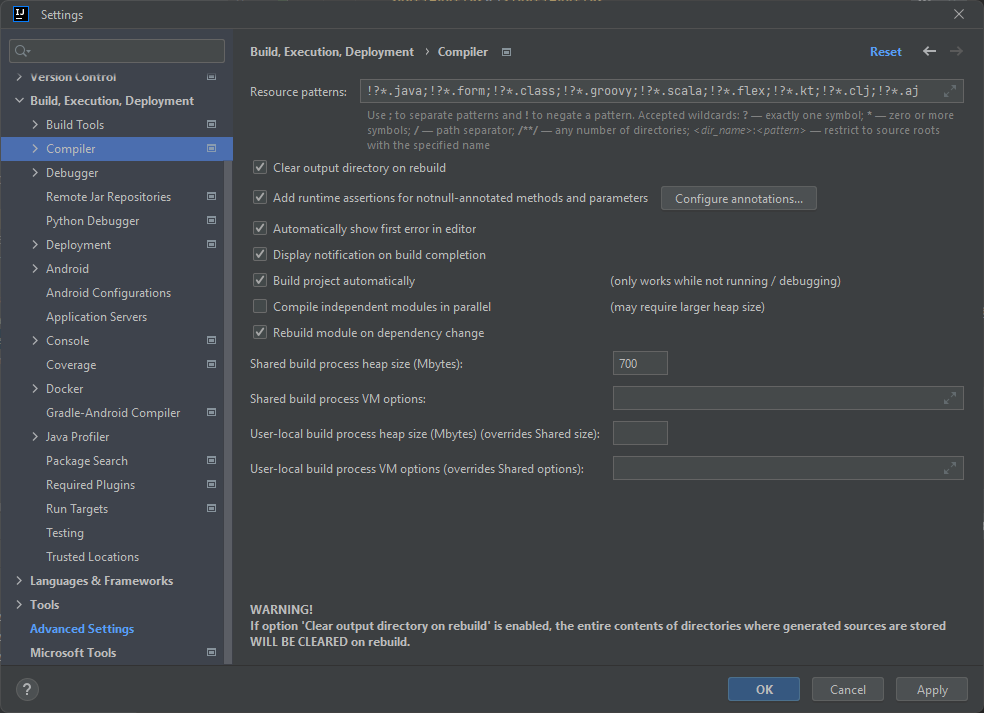 Settings
Version Control
Build, Execution, Deployment
Build Tools
Compiler
Debugger
Remote Jar Repositories
Python Debugger
Deployment
Android
Android Configurations
Application Servers
Console
Coverage
Docker
Gradle-Android Compiler
Java Profiler
Package Search
Required Plugins
Run Targets
Testing
Trusted Locations
Languages & Frameworks
Tools
Advanced Settings
Microsoft Tools
Build, Execution, Deployment › Compiler
Reset
Resource patterns: !?*.java;!?*.form;!?*.class;!?*.groovy;!?*.scala;!?*.flex;!?*.kt;!?*.clj;!?*.aj
Use ; to separate patterns and ! to negate a pattern. Accepted wildcards: ? — exactly one symbol; * — zero or more
symbols; / — path separator; /**/ — any number of directories; <dir_name>:<pattern> — restrict to source roots
with the specified name
Clear output directory on rebuild
Add runtime assertions for notnull-annotated methods and parameters Configure annotations...
Automatically show first error in editor
Display notification on build completion
Build project automatically (only works while not running / debugging)
Compile independent modules in parallel (may require larger heap size)
Rebuild module on dependency change
Shared build process heap size (Mbytes): 700
Shared build process VM options:
User-local build process heap size (Mbytes) (overrides Shared size):
User-local build process VM options (overrides Shared options):
WARNING!
If option 'Clear output directory on rebuild' is enabled, the entire contents of directories where generated sources are stored
WILL BE CLEARED on rebuild.
? OK Cancel Apply